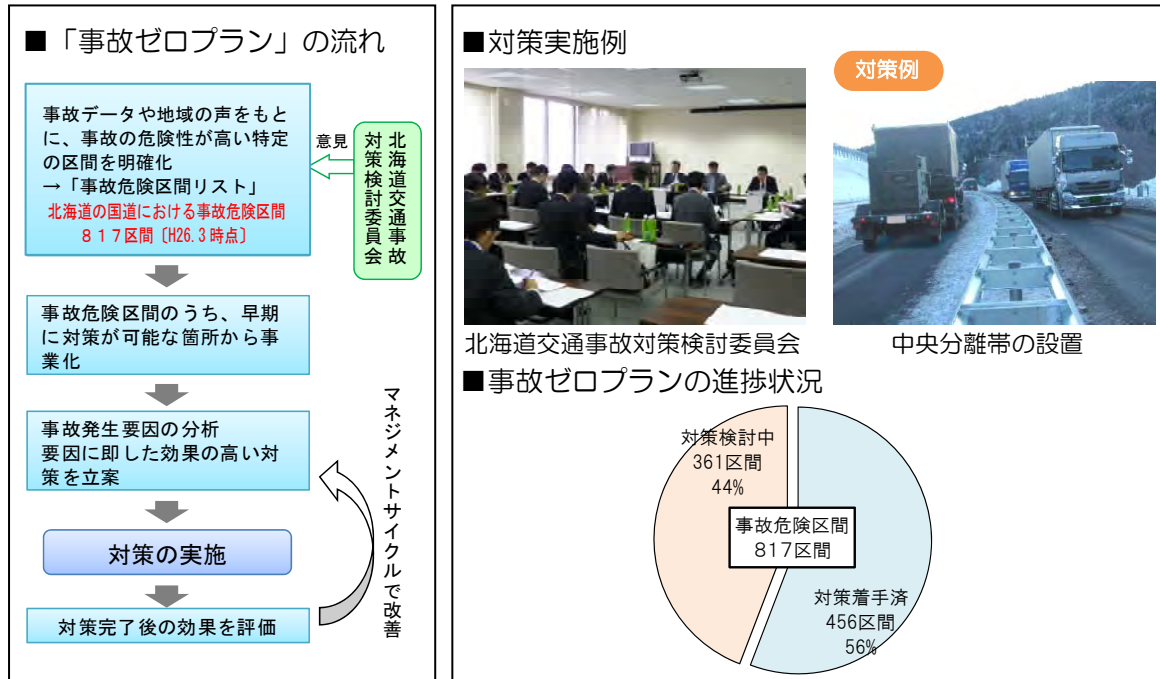 ■「事故ゼロプラン」の流れ
事故データや地域の声をもと
に、事故の危険性が高い特定
の区間を明確化
→「事故危険区間リスト」
北海道の国道における事故危険区間
８１７区間〔H26.3時点〕
意見
北海道交通事故
対策検討委員会
事故危険区間のうち、早期
に対策が可能な箇所から事
業化
事故発生要因の分析
要因に即した効果の高い対
策を立案
対策の実施
対策完了後の効果を評価
マネジメントサイクルで改善
■対策実施例
対策例
北海道交通事故対策検討委員会
中央分離帯の設置
■事故ゼロプランの進捗状況
対策検討中
361区間
44%
事故危険区間
817区間
対策着手済
456区間
56%